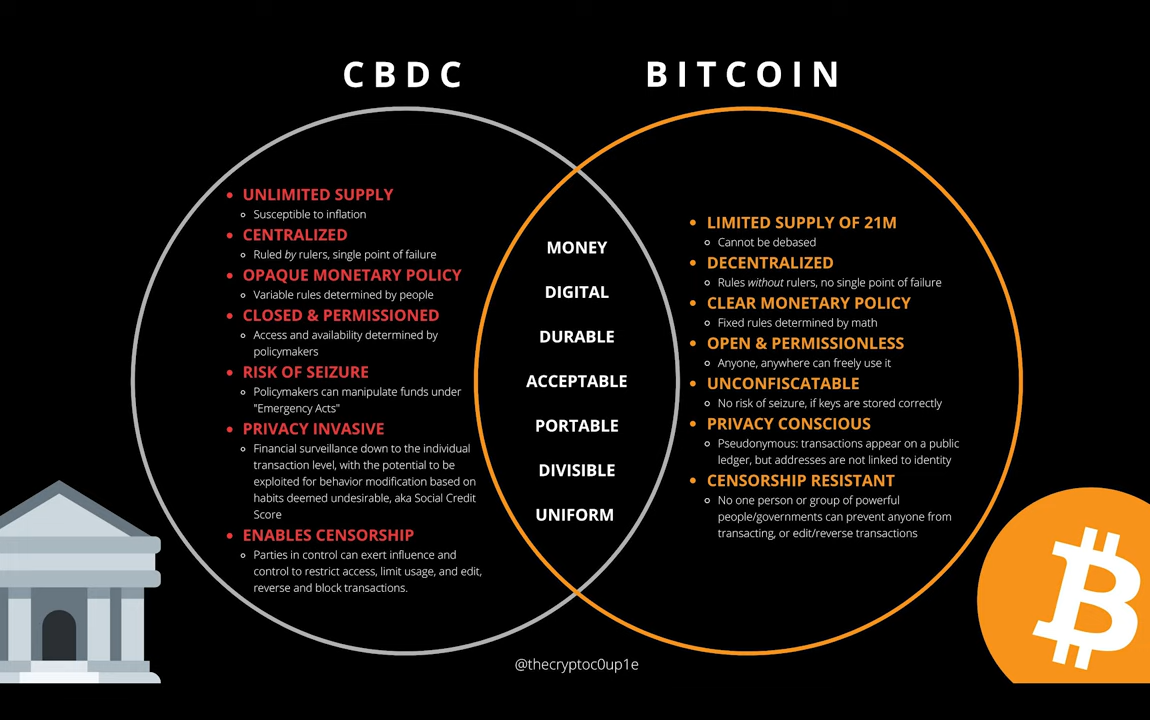 CBDC
BITCOIN
• UNLIMITED SUPPLY
◦ Susceptible to inflation
• CENTRALIZED
◦ Ruled by rulers, single point of failure
• OPAQUE MONETARY POLICY
◦ Variable rules determined by people
• CLOSED & PERMISSIONED
◦ Access and availability determined by
policymakers
• RISK OF SEIZURE
◦ Policymakers can manipulate funds under
"Emergency Acts"
• PRIVACY INVASIVE
◦ Financial surveillance down to the individual
transaction level, with the potential to be
exploited for behavior modification based on
habits deemed undesirable, aka Social Credit
Score
• ENABLES CENSORSHIP
◦ Parties in control can exert influence and
control to restrict access, limit usage, and edit,
reverse and block transactions.
MONEY
DIGITAL
DURABLE
ACCEPTABLE
PORTABLE
DIVISIBLE
UNIFORM
• LIMITED SUPPLY OF 21M
◦ Cannot be debased
• DECENTRALIZED
◦ Rules without rulers, no single point of failure
• CLEAR MONETARY POLICY
◦ Fixed rules determined by math
• OPEN & PERMISSIONLESS
◦ Anyone, anywhere can freely use it
• UNCONFISCATABLE
◦ No risk of seizure, if keys are stored correctly
• PRIVACY CONSCIOUS
◦ Pseudonymous: transactions appear on a public
ledger, but addresses are not linked to identity
• CENSORSHIP RESISTANT
◦ No one person or group of powerful
people/governments can prevent anyone from
transacting, or edit/reverse transactions
@thecryptoc0up1e